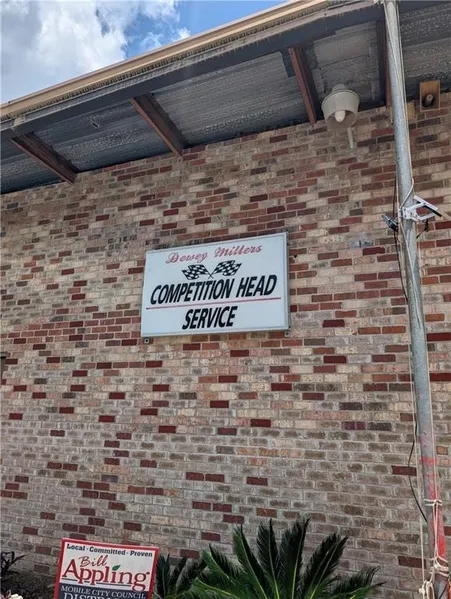 Dewey Millers
COMPETITION HEAD
SERVICE
Local · Committed · Proven
Bill
Appling
MOBILE CITY COUNCIL